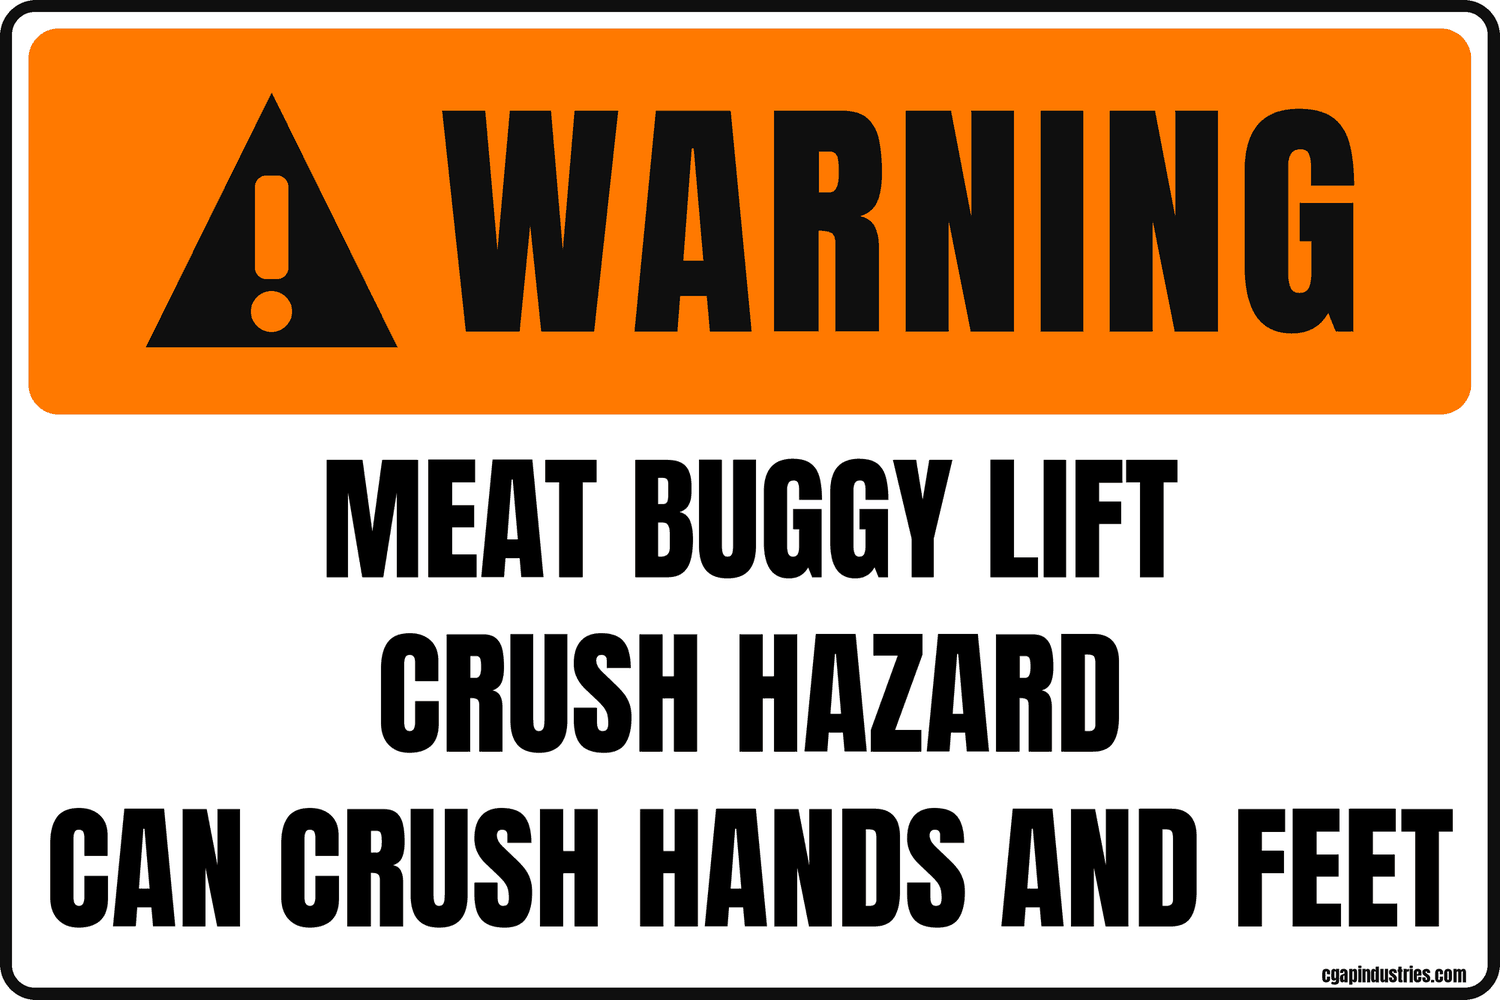 WARNING
MEAT BUGGY LIFT
CRUSH HAZARD
CAN CRUSH HANDS AND FEET
cgapindustries.com